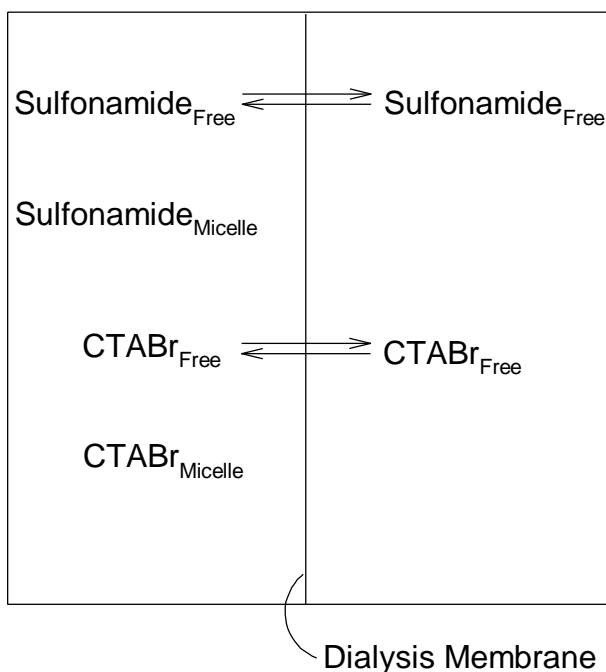 Sulfonamide_Free Sulfonamide_Free
Sulfonamide_Micelle
CTABr_Free CTABr_Free
CTABr_Micelle
Dialysis Membrane